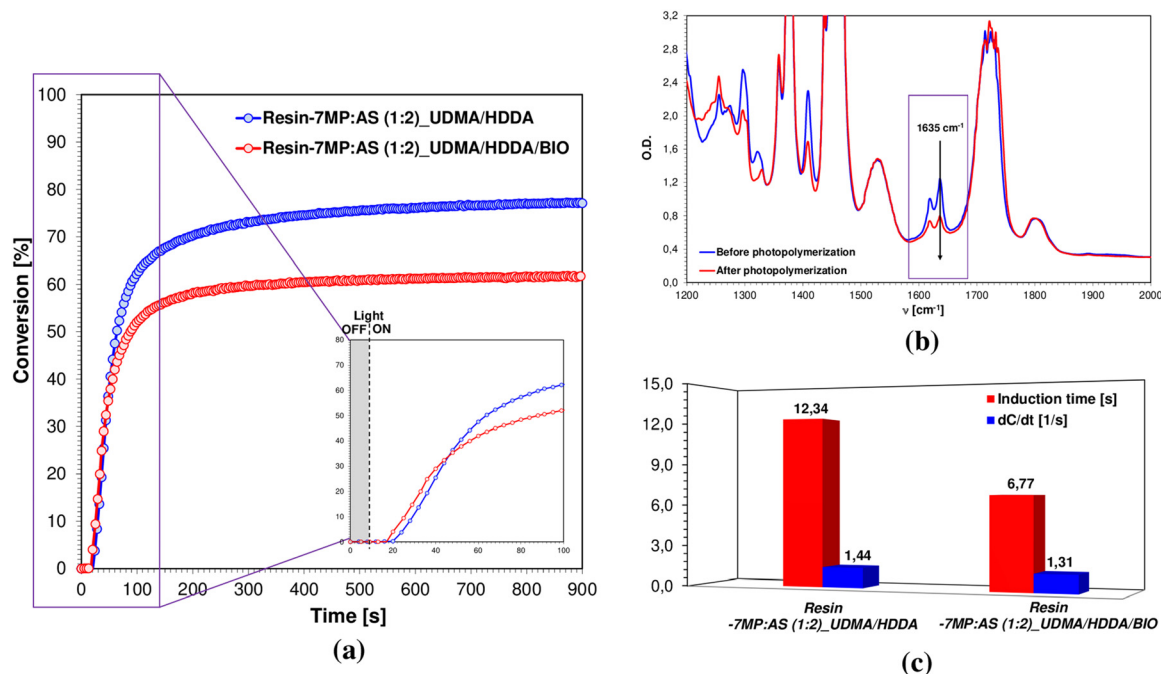 100
90
80
70
60
50
40
30
20
10
0
Conversion [%]
Resin-7MP:AS (1:2)_UDMA/HDDA
Resin-7MP:AS (1:2)_UDMA/HDDA/BIO
Light
OFF ON
80
70
60
50
40
30
20
10
0
0 20 40 60 80 100
0 100 200 300 400 500 600 700 800 900
Time [s]
(a)
3,2
2,8
2,4
2,0
1,6
1,2
0,8
0,4
0,0
O.D.
1635 cm-1
Before photopolymerization
After photopolymerization
1200 1300 1400 1500 1600 1700 1800 1900 2000
ν [cm-1]
(b)
15,0
12,0
9,0
6,0
3,0
0,0
Induction time [s]
dC/dt [1/s]
12,34
1,44
6,77
1,31
Resin
-7MP:AS (1:2)_UDMA/HDDA
Resin
-7MP:AS (1:2)_UDMA/HDDA/BIO
(c)